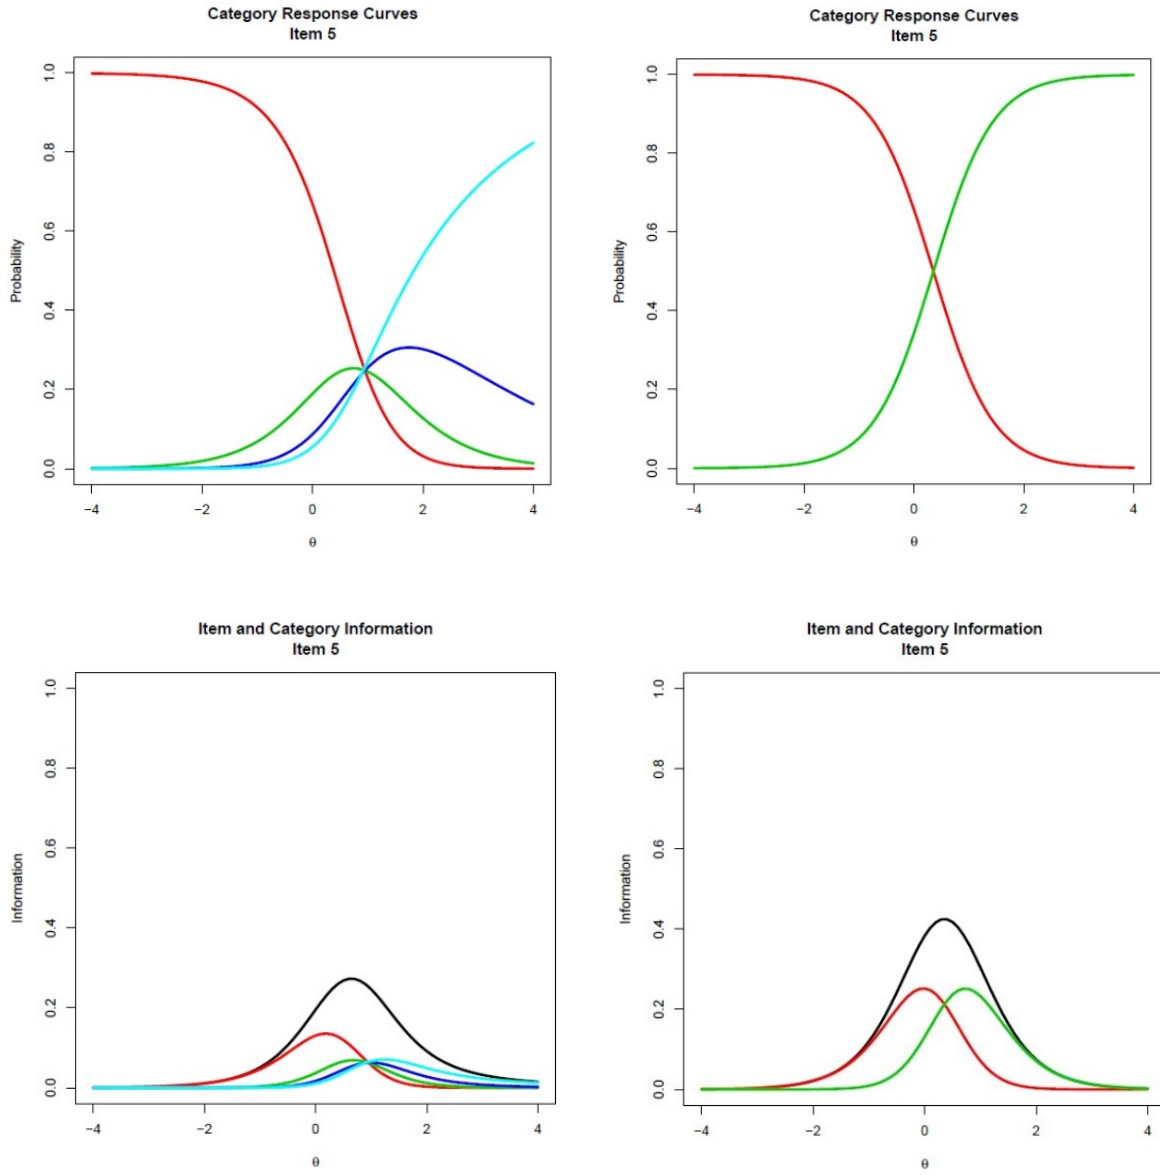 Category Response Curves
Item 5
Probability
1.0
0.8
0.6
0.4
0.2
0.0
−4
−2
0
2
4
θ
Category Response Curves
Item 5
Probability
1.0
0.8
0.6
0.4
0.2
0.0
−4
−2
0
2
4
θ
Item and Category Information
Item 5
Information
1.0
0.8
0.6
0.4
0.2
0.0
−4
−2
0
2
4
θ
Item and Category Information
Item 5
Information
1.0
0.8
0.6
0.4
0.2
0.0
−4
−2
0
2
4
θ